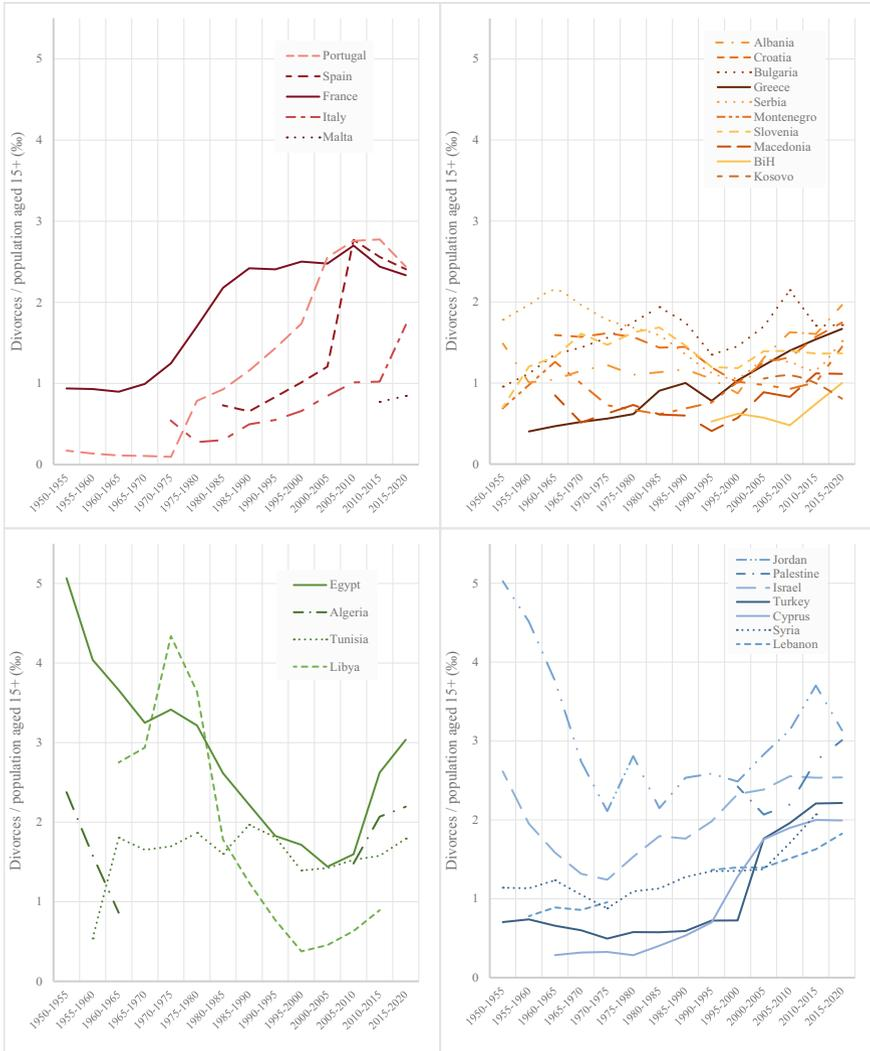 Divorces / population aged 15+ (‰)
5
4
3
2
1
0
Portugal
Spain
France
Italy
Malta
1950-1955
1955-1960
1960-1965
1965-1970
1970-1975
1975-1980
1980-1985
1985-1990
1990-1995
1995-2000
2000-2005
2005-2010
2010-2015
2015-2020
Divorces / population aged 15+ (‰)
5
4
3
2
1
0
Albania
Croatia
Bulgaria
Greece
Serbia
Montenegro
Slovenia
Macedonia
BiH
Kosovo
1950-1955
1955-1960
1960-1965
1965-1970
1970-1975
1975-1980
1980-1985
1985-1990
1990-1995
1995-2000
2000-2005
2005-2010
2010-2015
2015-2020
Divorces / population aged 15+ (‰)
5
4
3
2
1
0
Egypt
Algeria
Tunisia
Libya
1950-1955
1955-1960
1960-1965
1965-1970
1970-1975
1975-1980
1980-1985
1985-1990
1990-1995
1995-2000
2000-2005
2005-2010
2010-2015
2015-2020
Divorces / population aged 15+ (‰)
5
4
3
2
1
0
Jordan
Palestine
Israel
Turkey
Cyprus
Syria
Lebanon
1950-1955
1955-1960
1960-1965
1965-1970
1970-1975
1975-1980
1980-1985
1985-1990
1990-1995
1995-2000
2000-2005
2005-2010
2010-2015
2015-2020